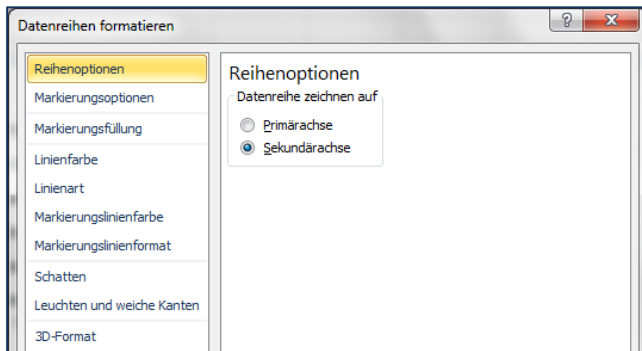 Datenreihen formatieren
Reihenoptionen
Markierungsoptionen
Markierungsfüllung
Linienfarbe
Linienart
Markierungslinienfarbe
Markierungslinienformat
Schatten
Leuchten und weiche Kanten
3D-Format
Reihenoptionen
Datenreihe zeichnen auf
Primärachse
Sekundärachse